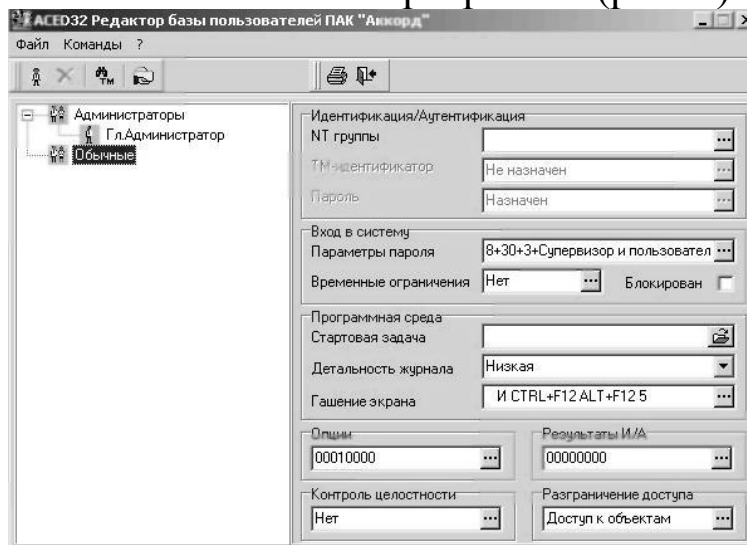 ACED32 Редактор базы пользователей ПАК "Аккорд"
Файл Команды ?
ТМ
Администраторы
Гл.Администратор
Обычные
Идентификация/Аутентификация
NT группы
ТМ-идентификатор Не назначен
Пароль Назначен
Вход в систему
Параметры пароля 8+30+3+Супервизор и пользовател
Временные ограничения Нет Блокирован
Программная среда
Стартовая задача
Детальность журнала Низкая
Гашение экрана И CTRL+F12 ALT+F12 5
Опции Результаты И/А
00010000 00000000
Контроль целостности Разграничение доступа
Нет Доступ к объектам